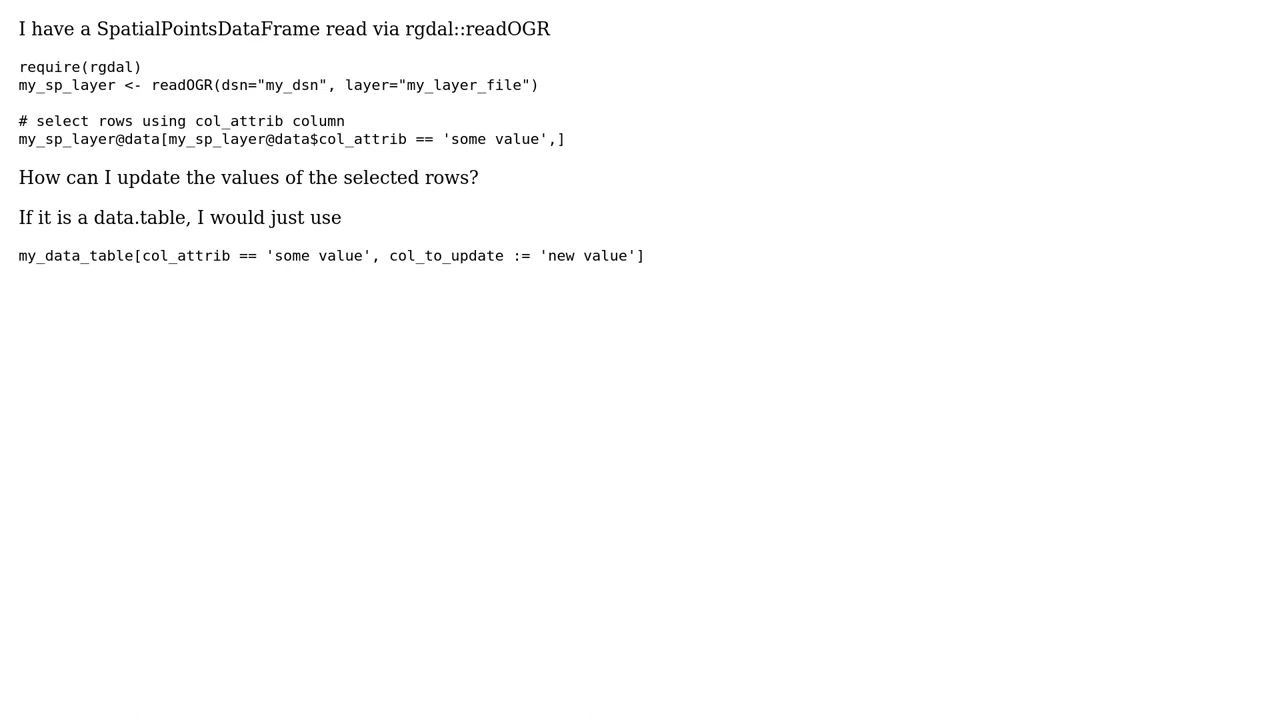 I have a SpatialPointsDataFrame read via rgdal::readOGR
require(rgdal)
my_sp_layer <- readOGR(dsn="my_dsn", layer="my_layer_file")
# select rows using col_attrib column
my_sp_layer@data[my_sp_layer@data$col_attrib == 'some value',]
How can I update the values of the selected rows?
If it is a data.table, I would just use
my_data_table[col_attrib == 'some value', col_to_update := 'new value']